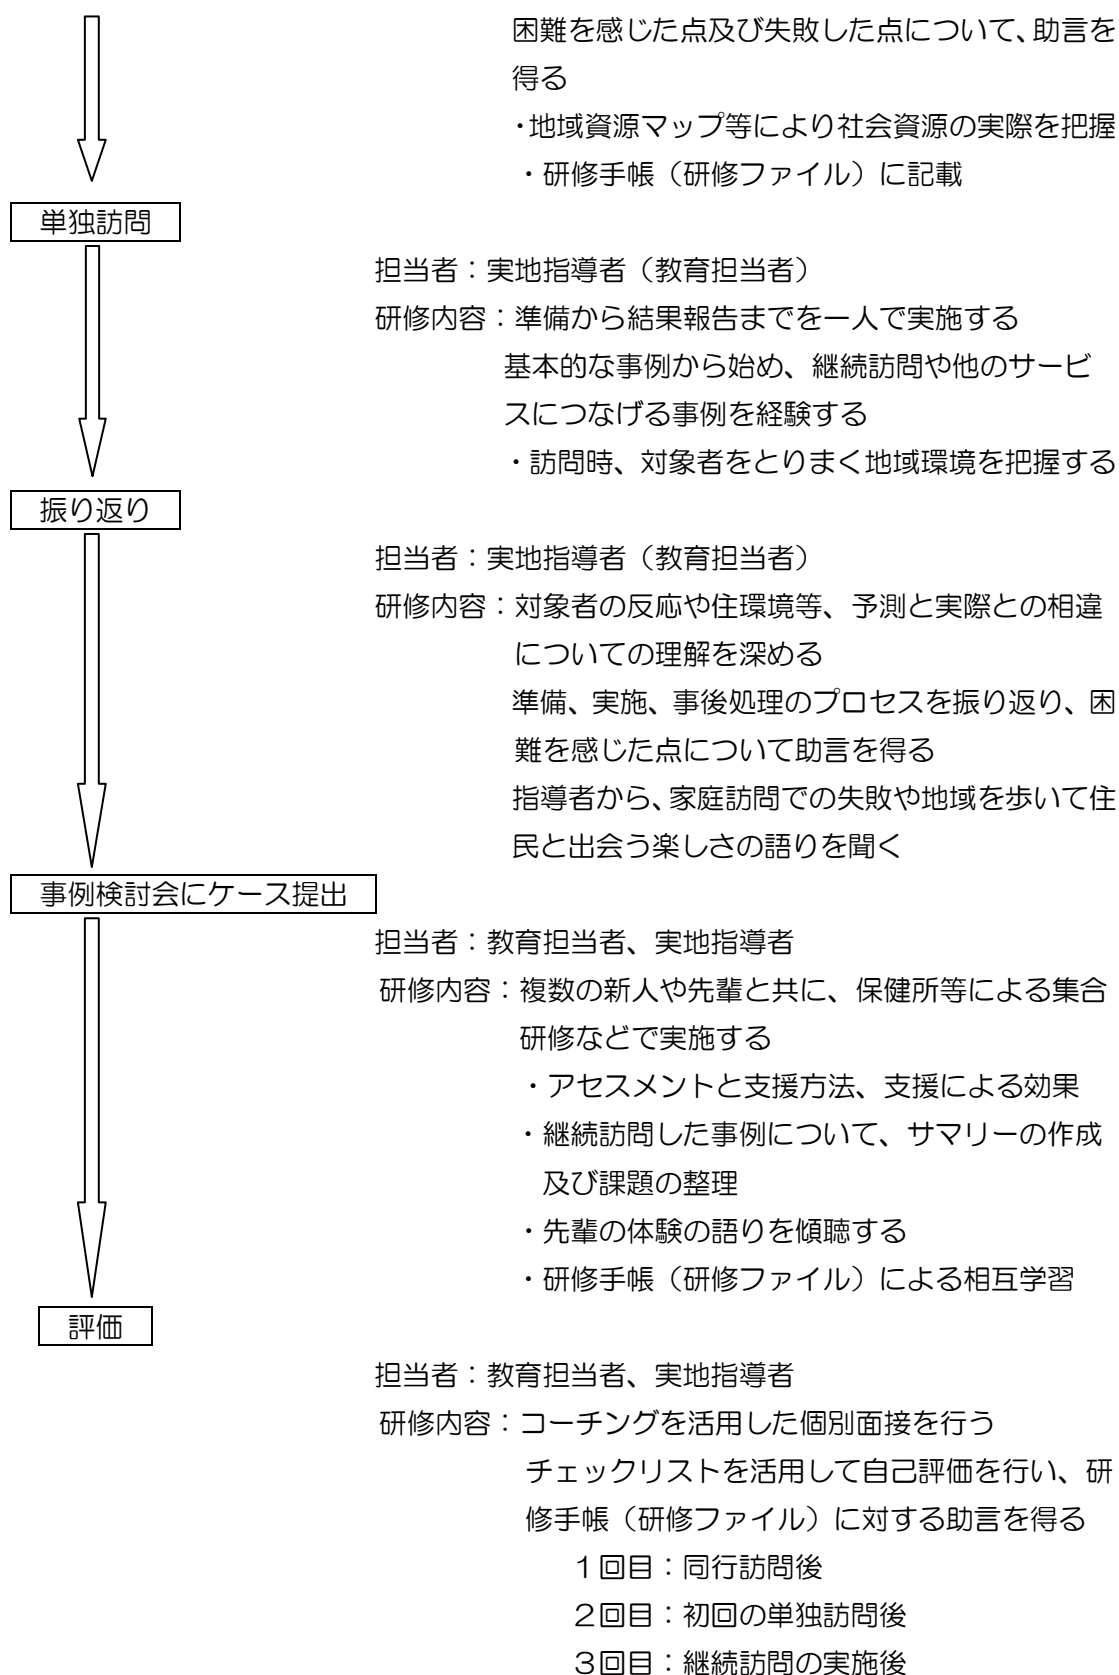 困難を感じた点及び失敗した点について、助言を
得る
・地域資源マップ等により社会資源の実際を把握
・研修手帳（研修ファイル）に記載
単独訪問
担当者：実地指導者（教育担当者）
研修内容：準備から結果報告までを一人で実施する
基本的な事例から始め、継続訪問や他のサービ
スにつなげる事例を経験する
・訪問時、対象者をとりまく地域環境を把握する
振り返り
担当者：実地指導者（教育担当者）
研修内容：対象者の反応や住環境等、予測と実際との相違
についての理解を深める
準備、実施、事後処理のプロセスを振り返り、困
難を感じた点について助言を得る
指導者から、家庭訪問での失敗や地域を歩いて住
民と出会う楽しさの語りを聞く
事例検討会にケース提出
担当者：教育担当者、実地指導者
研修内容：複数の新人や先輩と共に、保健所等による集合
研修などで実施する
・アセスメントと支援方法、支援による効果
・継続訪問した事例について、サマリーの作成
及び課題の整理
・先輩の体験の語りを傾聴する
・研修手帳（研修ファイル）による相互学習
評価
担当者：教育担当者、実地指導者
研修内容：コーチングを活用した個別面接を行う
チェックリストを活用して自己評価を行い、研
修手帳（研修ファイル）に対する助言を得る
１回目：同行訪問後
２回目：初回の単独訪問後
３回目：継続訪問の実施後